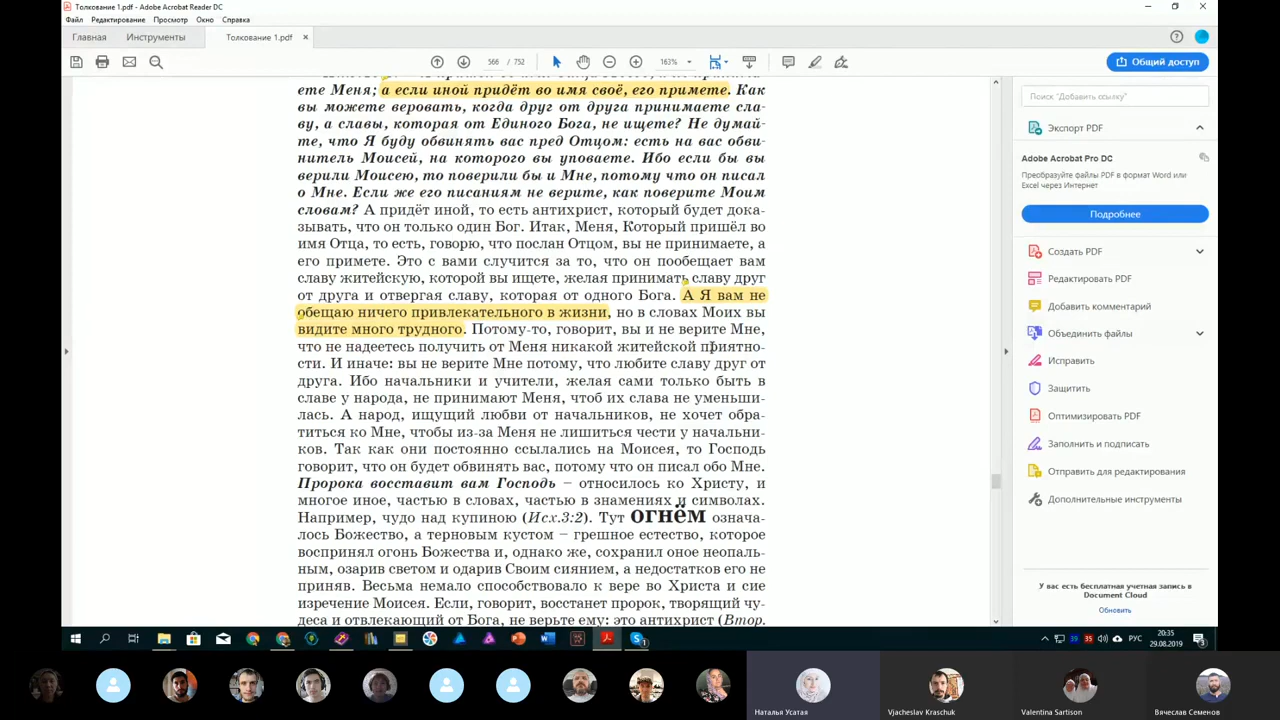 Толкование 1.pdf - Adobe Acrobat Reader DC
Файл Редактирование Просмотр Окно Справка
Главная Инструменты Толкование 1.pdf ×
566 / 752 163% Общий доступ
ете Меня; а если иной придёт во имя своё, его примете. Как
вы можете веровать, когда друг от друга принимаете сла-
ву, а славы, которая от Единого Бога, не ищете? Не думай-
те, что Я буду обвинять вас пред Отцом: есть на вас обви-
нитель Моисей, на которого вы уповаете. Ибо если бы вы
верили Моисею, то поверили бы и Мне, потому что он писал
о Мне. Если же его писаниям не верите, как поверите Моим
словам? А придёт иной, то есть антихрист, который будет дока-
зывать, что он только один Бог. Итак, Меня, Который пришёл во
имя Отца, то есть, говорю, что послан Отцом, вы не принимаете, а
его примете. Это с вами случится за то, что он пообещает вам
славу житейскую, которой вы ищете, желая принимать славу друг
от друга и отвергая славу, которая от одного Бога. А Я вам не
обещаю ничего привлекательного в жизни, но в словах Моих вы
видите много трудного. Потому-то, говорит, вы и не верите Мне,
что не надеетесь получить от Меня никакой житейской приятно-
сти. И иначе: вы не верите Мне потому, что любите славу друг от
друга. Ибо начальники и учители, желая сами только быть в
славе у народа, не принимают Меня, чтоб их слава не уменьши-
лась. А народ, ищущий любви от начальников, не хочет обра-
титься ко Мне, чтобы из-за Меня не лишиться чести у начальни-
ков. Так как они постоянно ссылались на Моисея, то Господь
говорит, что он будет обвинять вас, потому что он писал обо Мне.
Пророка восставит вам Господь – относилось ко Христу, и
многое иное, частью в словах, частью в знамениях и символах.
Например, чудо над купиною (Исх.3:2). Тут огнём означа-
лось Божество, а терновым кустом – грешное естество, которое
воспринял огонь Божества и, однако же, сохранил оное неопаль-
ным, озарив светом и одарив Своим сиянием, а недостатков его не
приняв. Весьма немало способствовало к вере во Христа и сие
изречение Моисея. Если, говорит, восстанет пророк, творящий чу-
деса и отвлекающий от Бога, не верьте ему: это антихрист (Втор.
Поиск "Добавить ссылку"
Экспорт PDF
Adobe Acrobat Pro DC
Преобразуйте файлы PDF в формат Word или
Excel через Интернет
Подробнее
Создать PDF
Редактировать PDF
Добавить комментарий
Объединить файлы
Исправить
Защитить
Оптимизировать PDF
Заполнить и подписать
Отправить для редактирования
Дополнительные инструменты
У вас есть бесплатная учетная запись в
Document Cloud
Обновить
39 35 РУС 20:35
29.08.2019
Наталья Усатая Vjacheslav Kraschuk Valentina Sartison Вячеслав Семенов